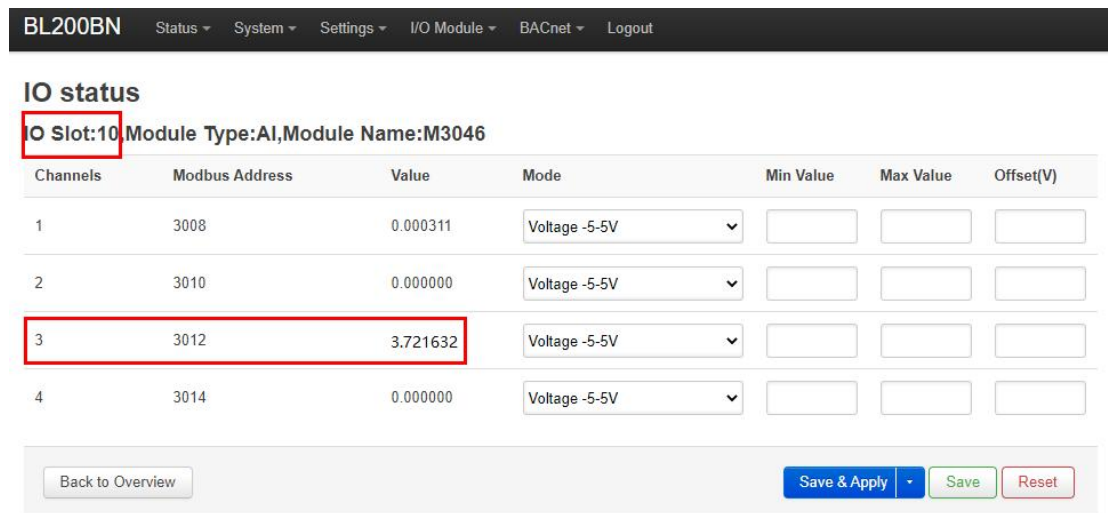 BL200BN Status System Settings I/O Module BACnet Logout
IO status
IO Slot:10,Module Type:AI,Module Name:M3046
Channels Modbus Address Value Mode Min Value Max Value Offset(V)
1 3008 0.000311 Voltage -5-5V
2 3010 0.000000 Voltage -5-5V
3 3012 3.721632 Voltage -5-5V
4 3014 0.000000 Voltage -5-5V
Back to Overview Save & Apply Save Reset